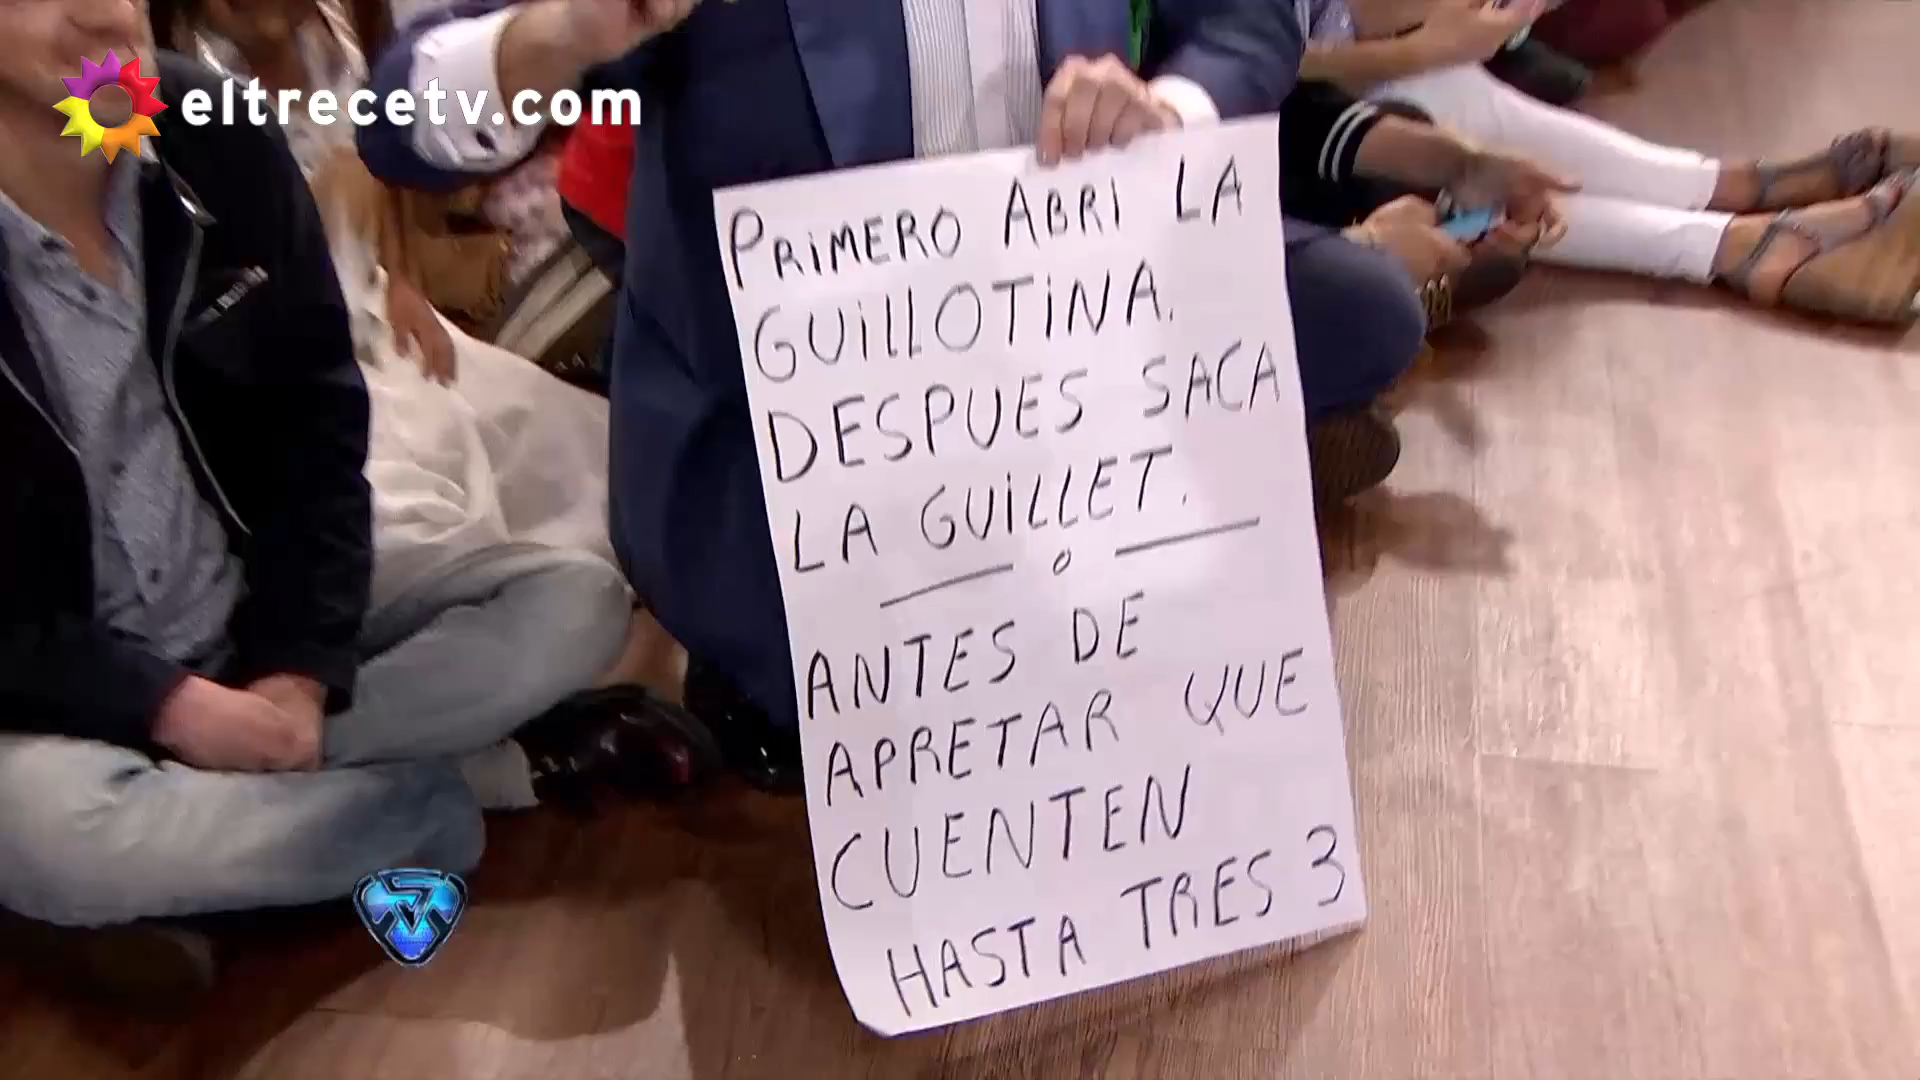 eltrecetv.com
PRiMERO ABRI LA
GUiLLOTiNA.
DESPUES SACA
LA GUiLLET.
— o —
ANTES DE
APRETAR QUE
CUENTEN
HASTA TRES 3